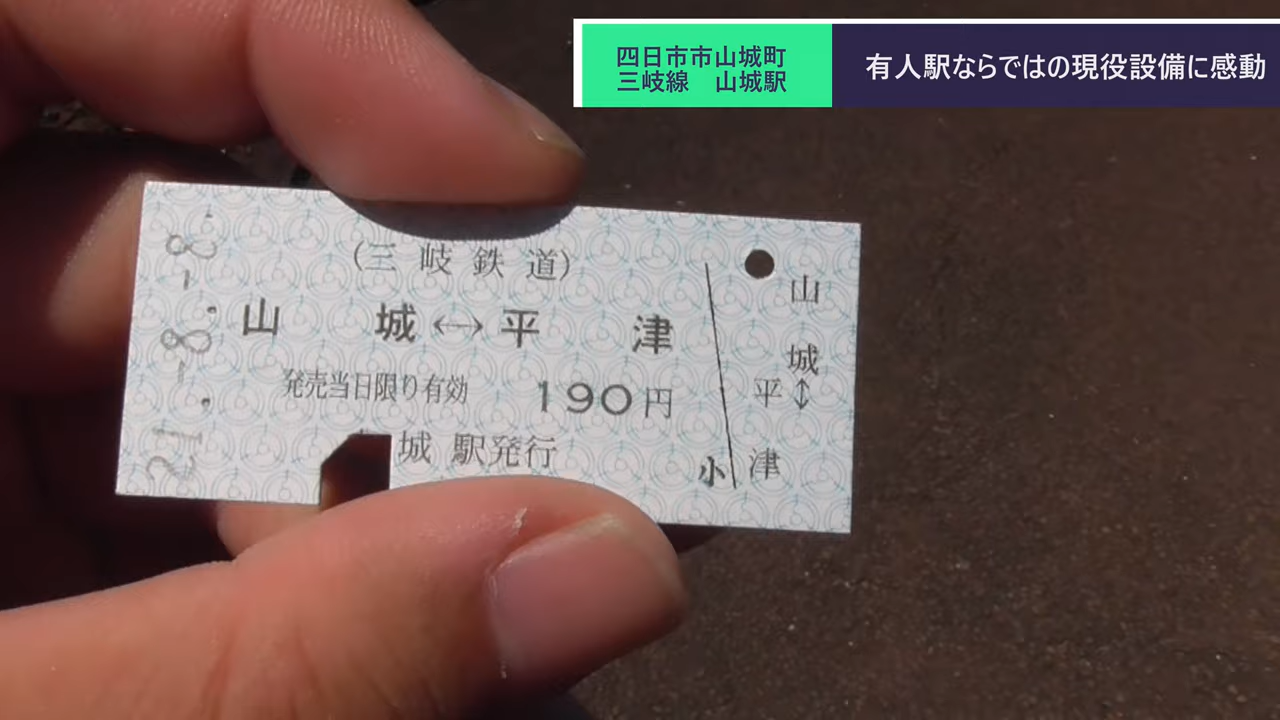 四日市市山城町
三岐線　山城駅
有人駅ならではの現役設備に感動
(三岐鉄道)
山城↔平津
発売当日限り有効 190円
城駅発行
21.-8.-8.
山城
↕
平津
小